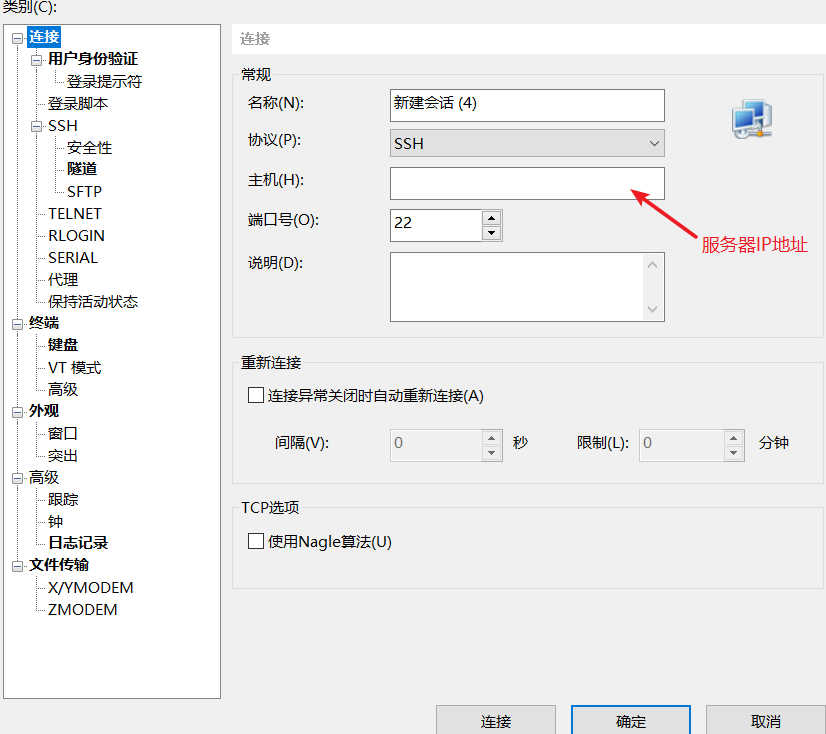 类别(C):
连接
用户身份验证
登录提示符
登录脚本
SSH
安全性
隧道
SFTP
TELNET
RLOGIN
SERIAL
代理
保持活动状态
终端
键盘
VT 模式
高级
外观
窗口
突出
高级
跟踪
钟
日志记录
文件传输
X/YMODEM
ZMODEM
连接
常规
名称(N):
新建会话 (4)
协议(P):
SSH
主机(H):
端口号(O):
22
服务器IP地址
说明(D):
重新连接
连接异常关闭时自动重新连接(A)
间隔(V):
0
秒
限制(L):
0
分钟
TCP选项
使用Nagle算法(U)
连接
确定
取消